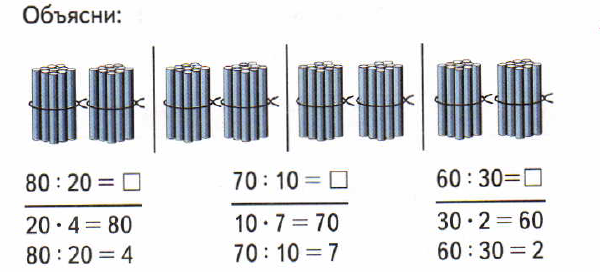 Объясни:
80 : 20 = □ 70 : 10 = □ 60 : 30 = □
20 · 4 = 80 10 · 7 = 70 30 · 2 = 60
80 : 20 = 4 70 : 10 = 7 60 : 30 = 2